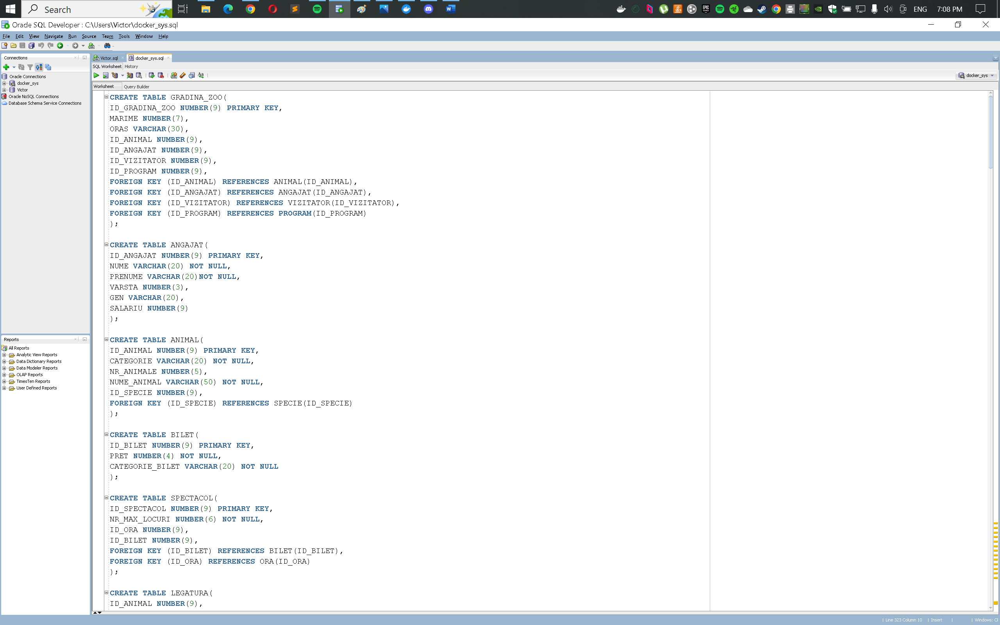 Search
ENG
7:08 PM
Oracle SQL Developer : C:\Users\Victor\docker_sys.sql
File Edit View Navigate Run Source Team Tools Window Help
Connections
Oracle Connections
docker_sys
Victor
Oracle NoSQL Connections
Database Schema Service Connections
Reports
All Reports
Analytic View Reports
Data Dictionary Reports
Data Modeler Reports
OLAP Reports
TimesTen Reports
User Defined Reports
Victor.sql
docker_sys.sql
SQL Worksheet History
docker_sys
Worksheet Query Builder
CREATE TABLE GRADINA_ZOO(
ID_GRADINA_ZOO NUMBER(9) PRIMARY KEY,
MARIME NUMBER(7),
ORAS VARCHAR(30),
ID_ANIMAL NUMBER(9),
ID_ANGAJAT NUMBER(9),
ID_VIZITATOR NUMBER(9),
ID_PROGRAM NUMBER(9),
FOREIGN KEY (ID_ANIMAL) REFERENCES ANIMAL(ID_ANIMAL),
FOREIGN KEY (ID_ANGAJAT) REFERENCES ANGAJAT(ID_ANGAJAT),
FOREIGN KEY (ID_VIZITATOR) REFERENCES VIZITATOR(ID_VIZITATOR),
FOREIGN KEY (ID_PROGRAM) REFERENCES PROGRAM(ID_PROGRAM)
);
CREATE TABLE ANGAJAT(
ID_ANGAJAT NUMBER(9) PRIMARY KEY,
NUME VARCHAR(20) NOT NULL,
PRENUME VARCHAR(20)NOT NULL,
VARSTA NUMBER(3),
GEN VARCHAR(20),
SALARIU NUMBER(9)
);
CREATE TABLE ANIMAL(
ID_ANIMAL NUMBER(9) PRIMARY KEY,
CATEGORIE VARCHAR(20) NOT NULL,
NR_ANIMALE NUMBER(5),
NUME_ANIMAL VARCHAR(50) NOT NULL,
ID_SPECIE NUMBER(9),
FOREIGN KEY (ID_SPECIE) REFERENCES SPECIE(ID_SPECIE)
);
CREATE TABLE BILET(
ID_BILET NUMBER(9) PRIMARY KEY,
PRET NUMBER(4) NOT NULL,
CATEGORIE_BILET VARCHAR(20) NOT NULL
);
CREATE TABLE SPECTACOL(
ID_SPECTACOL NUMBER(9) PRIMARY KEY,
NR_MAX_LOCURI NUMBER(6) NOT NULL,
ID_ORA NUMBER(9),
ID_BILET NUMBER(9),
FOREIGN KEY (ID_BILET) REFERENCES BILET(ID_BILET),
FOREIGN KEY (ID_ORA) REFERENCES ORA(ID_ORA)
);
CREATE TABLE LEGATURA(
ID_ANIMAL NUMBER(9),
Line 323 Column 10 | Insert | Windows: